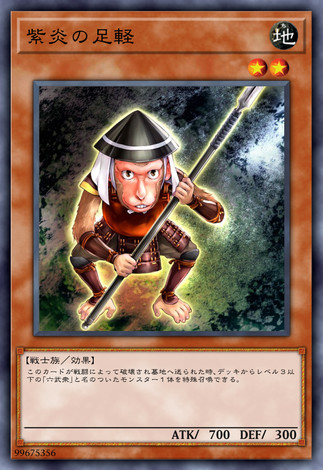 紫炎の足軽
地
【戦士族／効果】
このカードが戦闘によって破壊され墓地へ送られた時、デッキからレベル３以
下の「六武衆」と名のついたモンスター１体を特殊召喚できる。
ATK/ 700 DEF/ 300
99675356